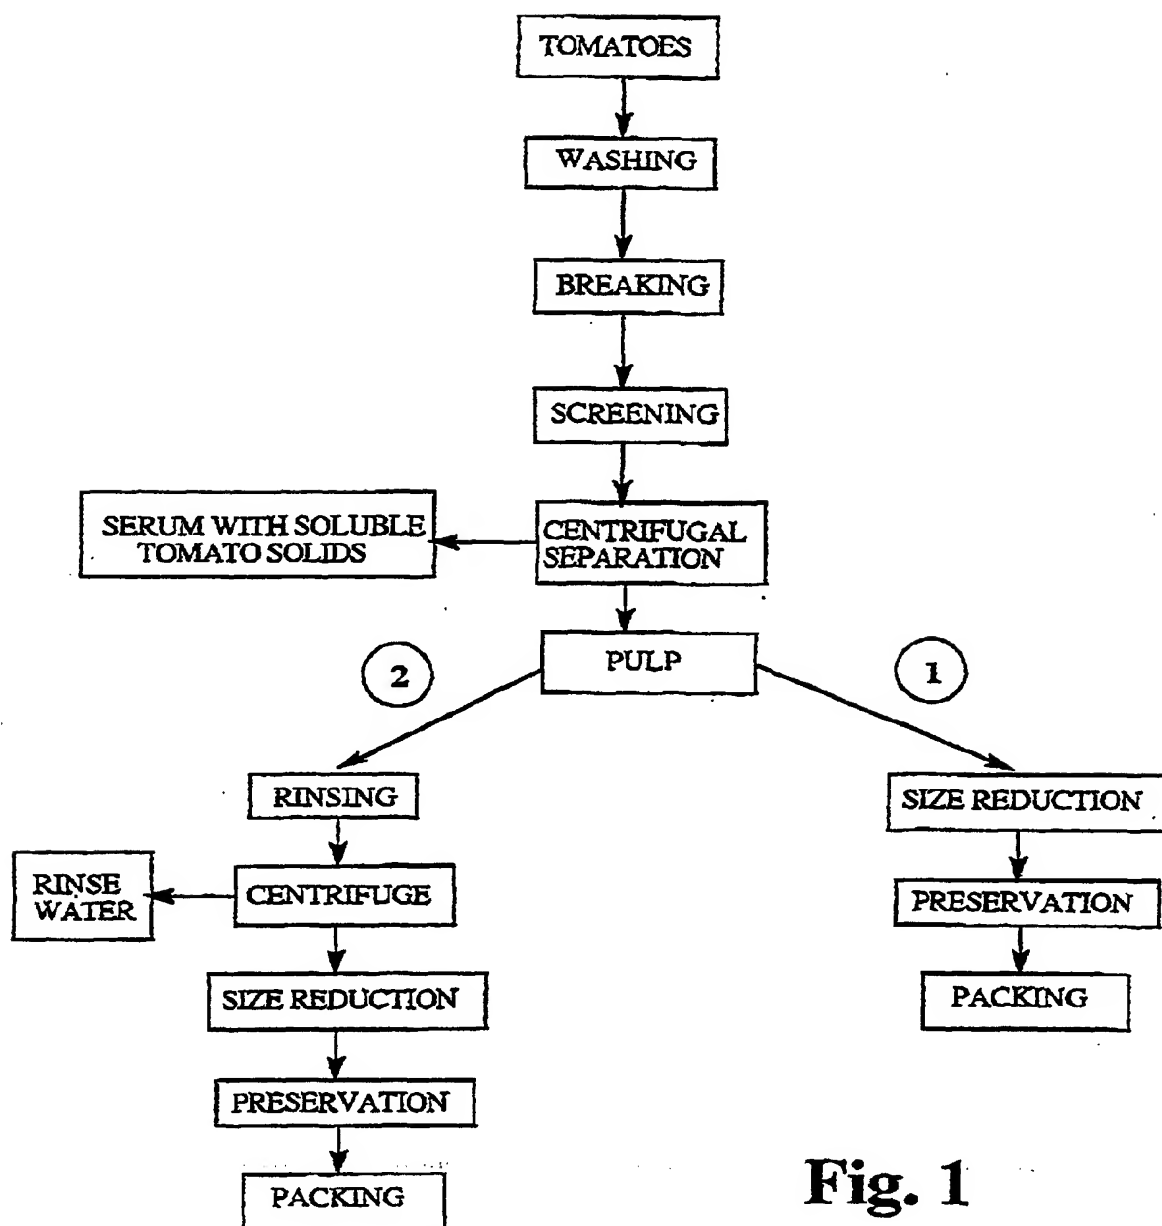 TOMATOES
WASHING
BREAKING
SCREENING
SERUM WITH SOLUBLE
TOMATO SOLIDS
CENTRIFUGAL
SEPARATION
PULP
2
1
RINSING
SIZE REDUCTION
RINSE
WATER
CENTRIFUGE
PRESERVATION
SIZE REDUCTION
PACKING
PRESERVATION
PACKING
Fig. 1